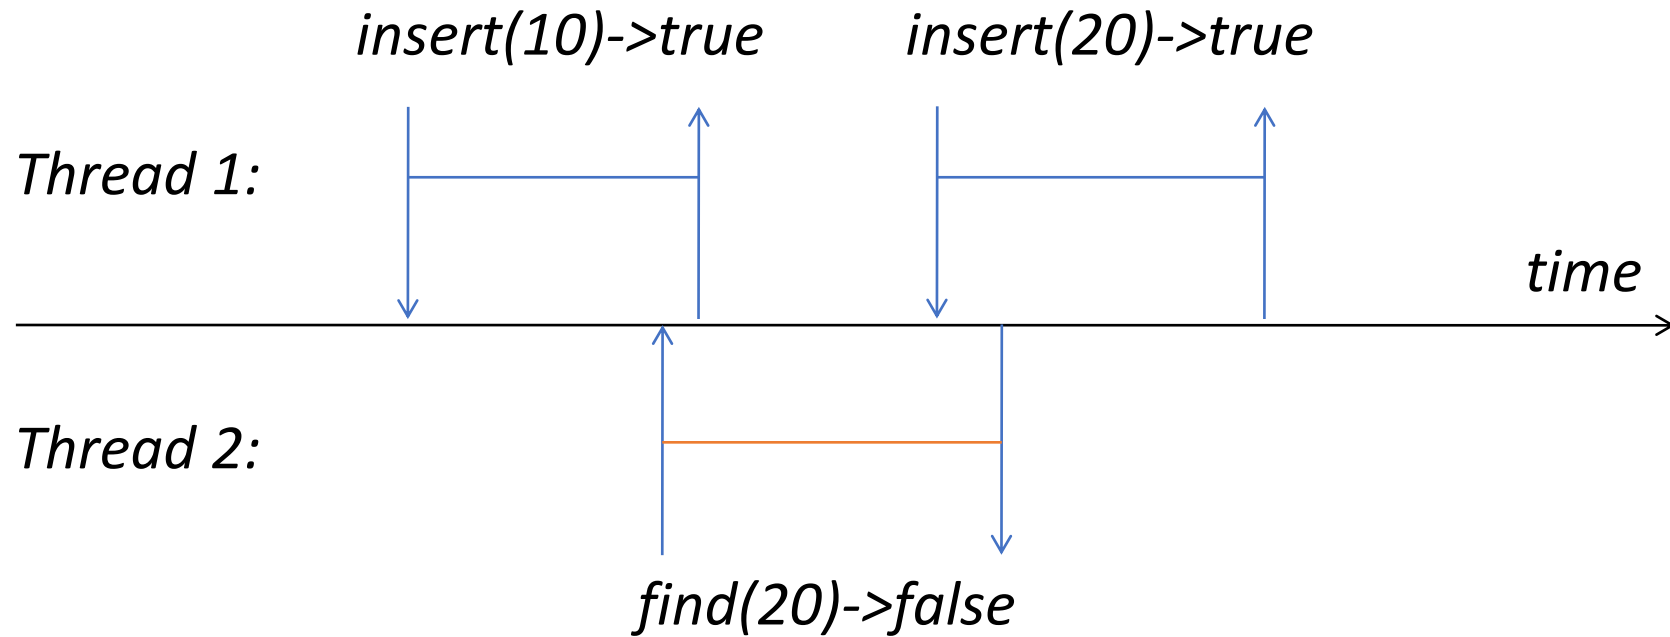 insert(10)->true
insert(20)->true
Thread 1:
time
Thread 2:
find(20)->false